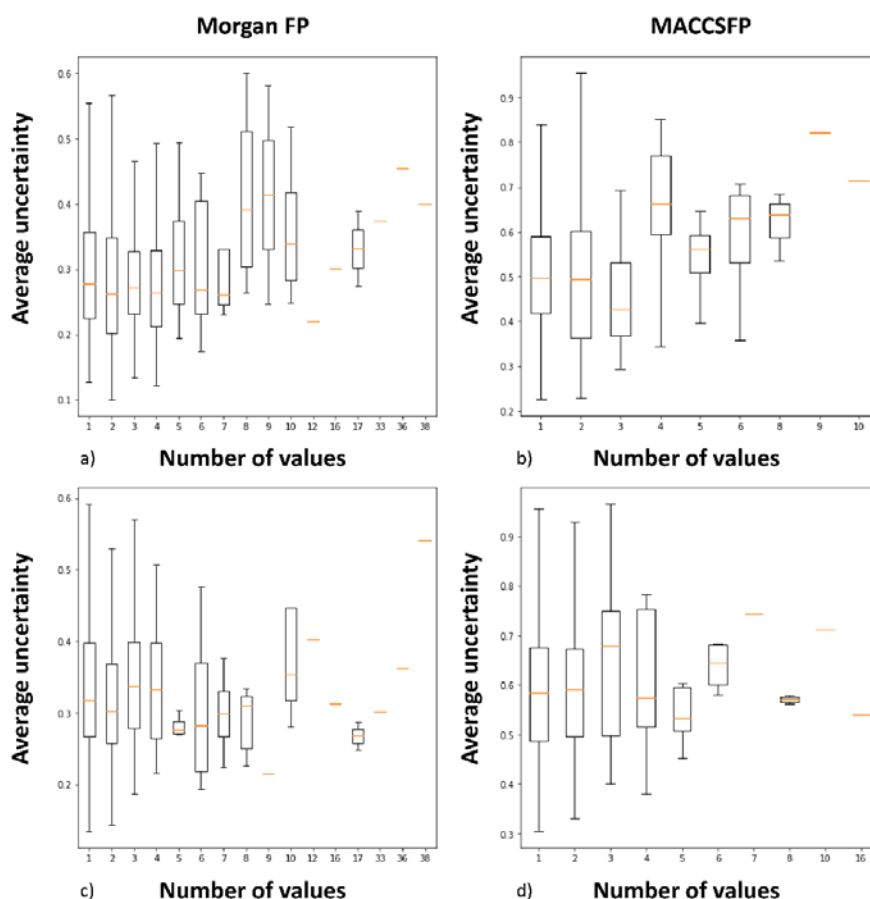 Morgan FP
MACCSFP
Average uncertainty
0.6
0.5
0.4
0.3
0.2
0.1
1 2 3 4 5 6 7 8 9 10 12 16 17 33 36 38
a) Number of values
Average uncertainty
0.9
0.8
0.7
0.6
0.5
0.4
0.3
0.2
1 2 3 4 5 6 8 9 10
b) Number of values
Average uncertainty
0.6
0.5
0.4
0.3
0.2
1 2 3 4 5 6 7 8 9 10 12 16 17 33 36 38
c) Number of values
Average uncertainty
0.9
0.8
0.7
0.6
0.5
0.4
0.3
1 2 3 4 5 6 7 8 10 16
d) Number of values